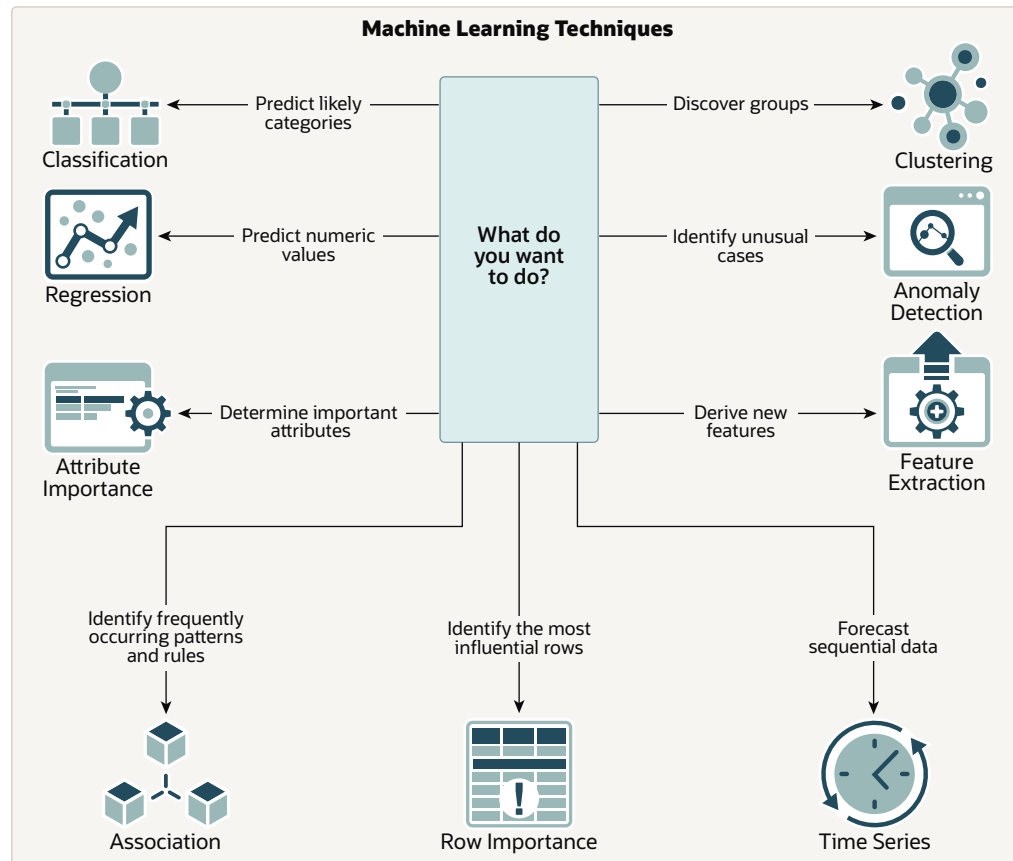 Machine Learning Techniques
Predict likely
categories
Classification
Discover groups
Clustering
Predict numeric
values
Regression
What do
you want
to do?
Identify unusual
cases
Anomaly
Detection
Determine important
attributes
Attribute
Importance
Derive new
features
Feature
Extraction
Identify frequently
occurring patterns
and rules
Association
Identify the most
influential rows
!
Row Importance
Forecast
sequential data
Time Series